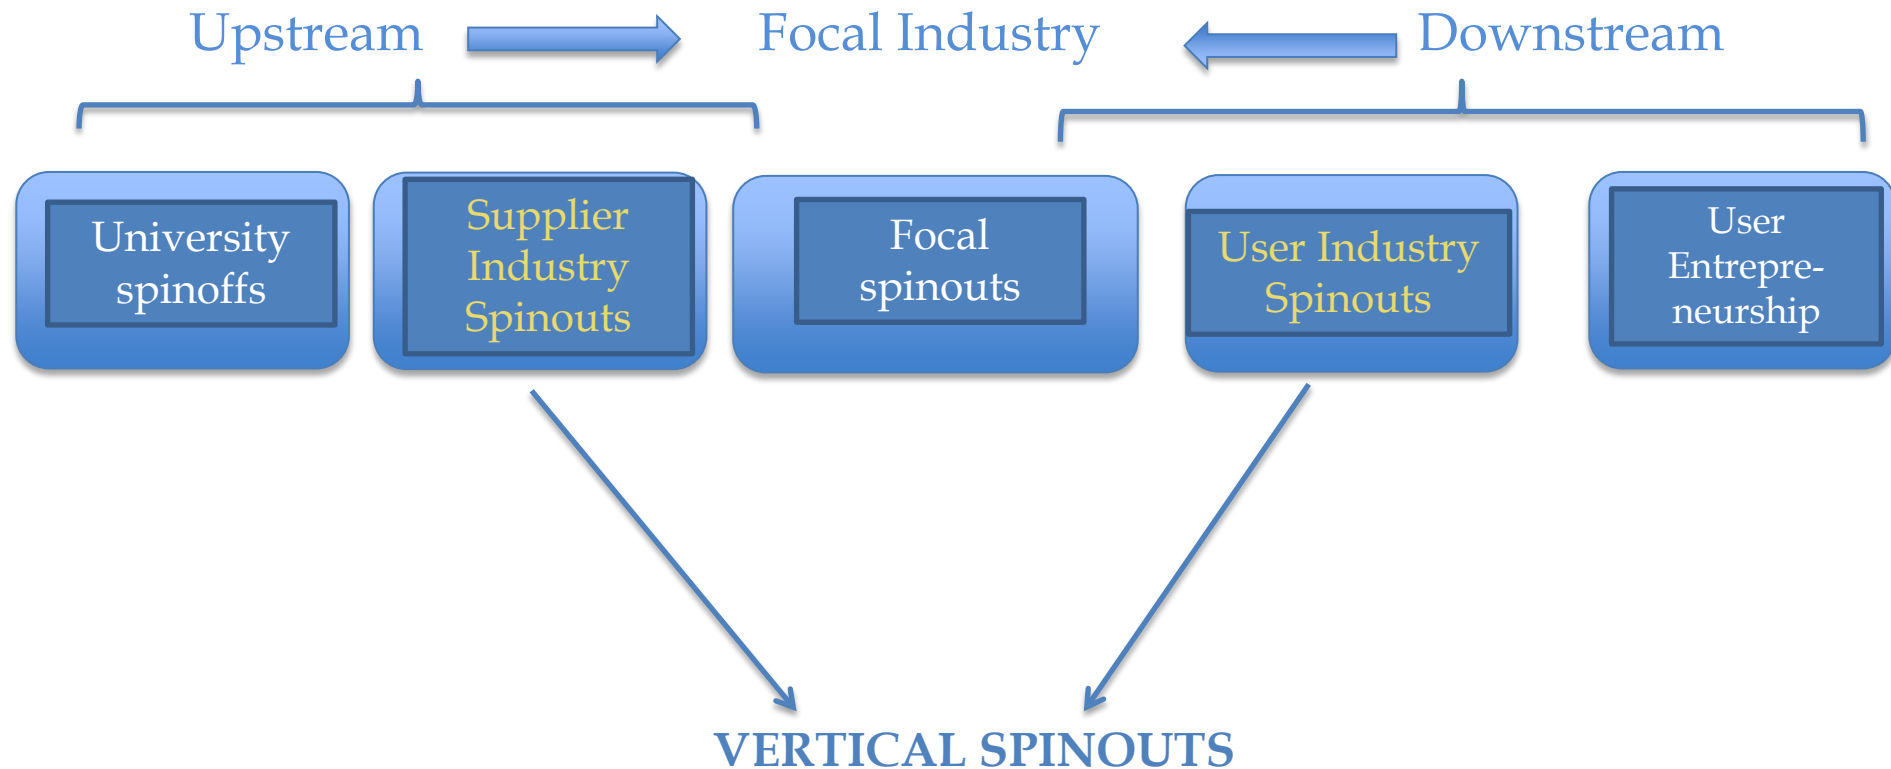 Upstream
Focal Industry
Downstream
University
spinoffs
Supplier
Industry
Spinouts
Focal
spinouts
User Industry
Spinouts
User
Entrepre-
neurship
VERTICAL SPINOUTS